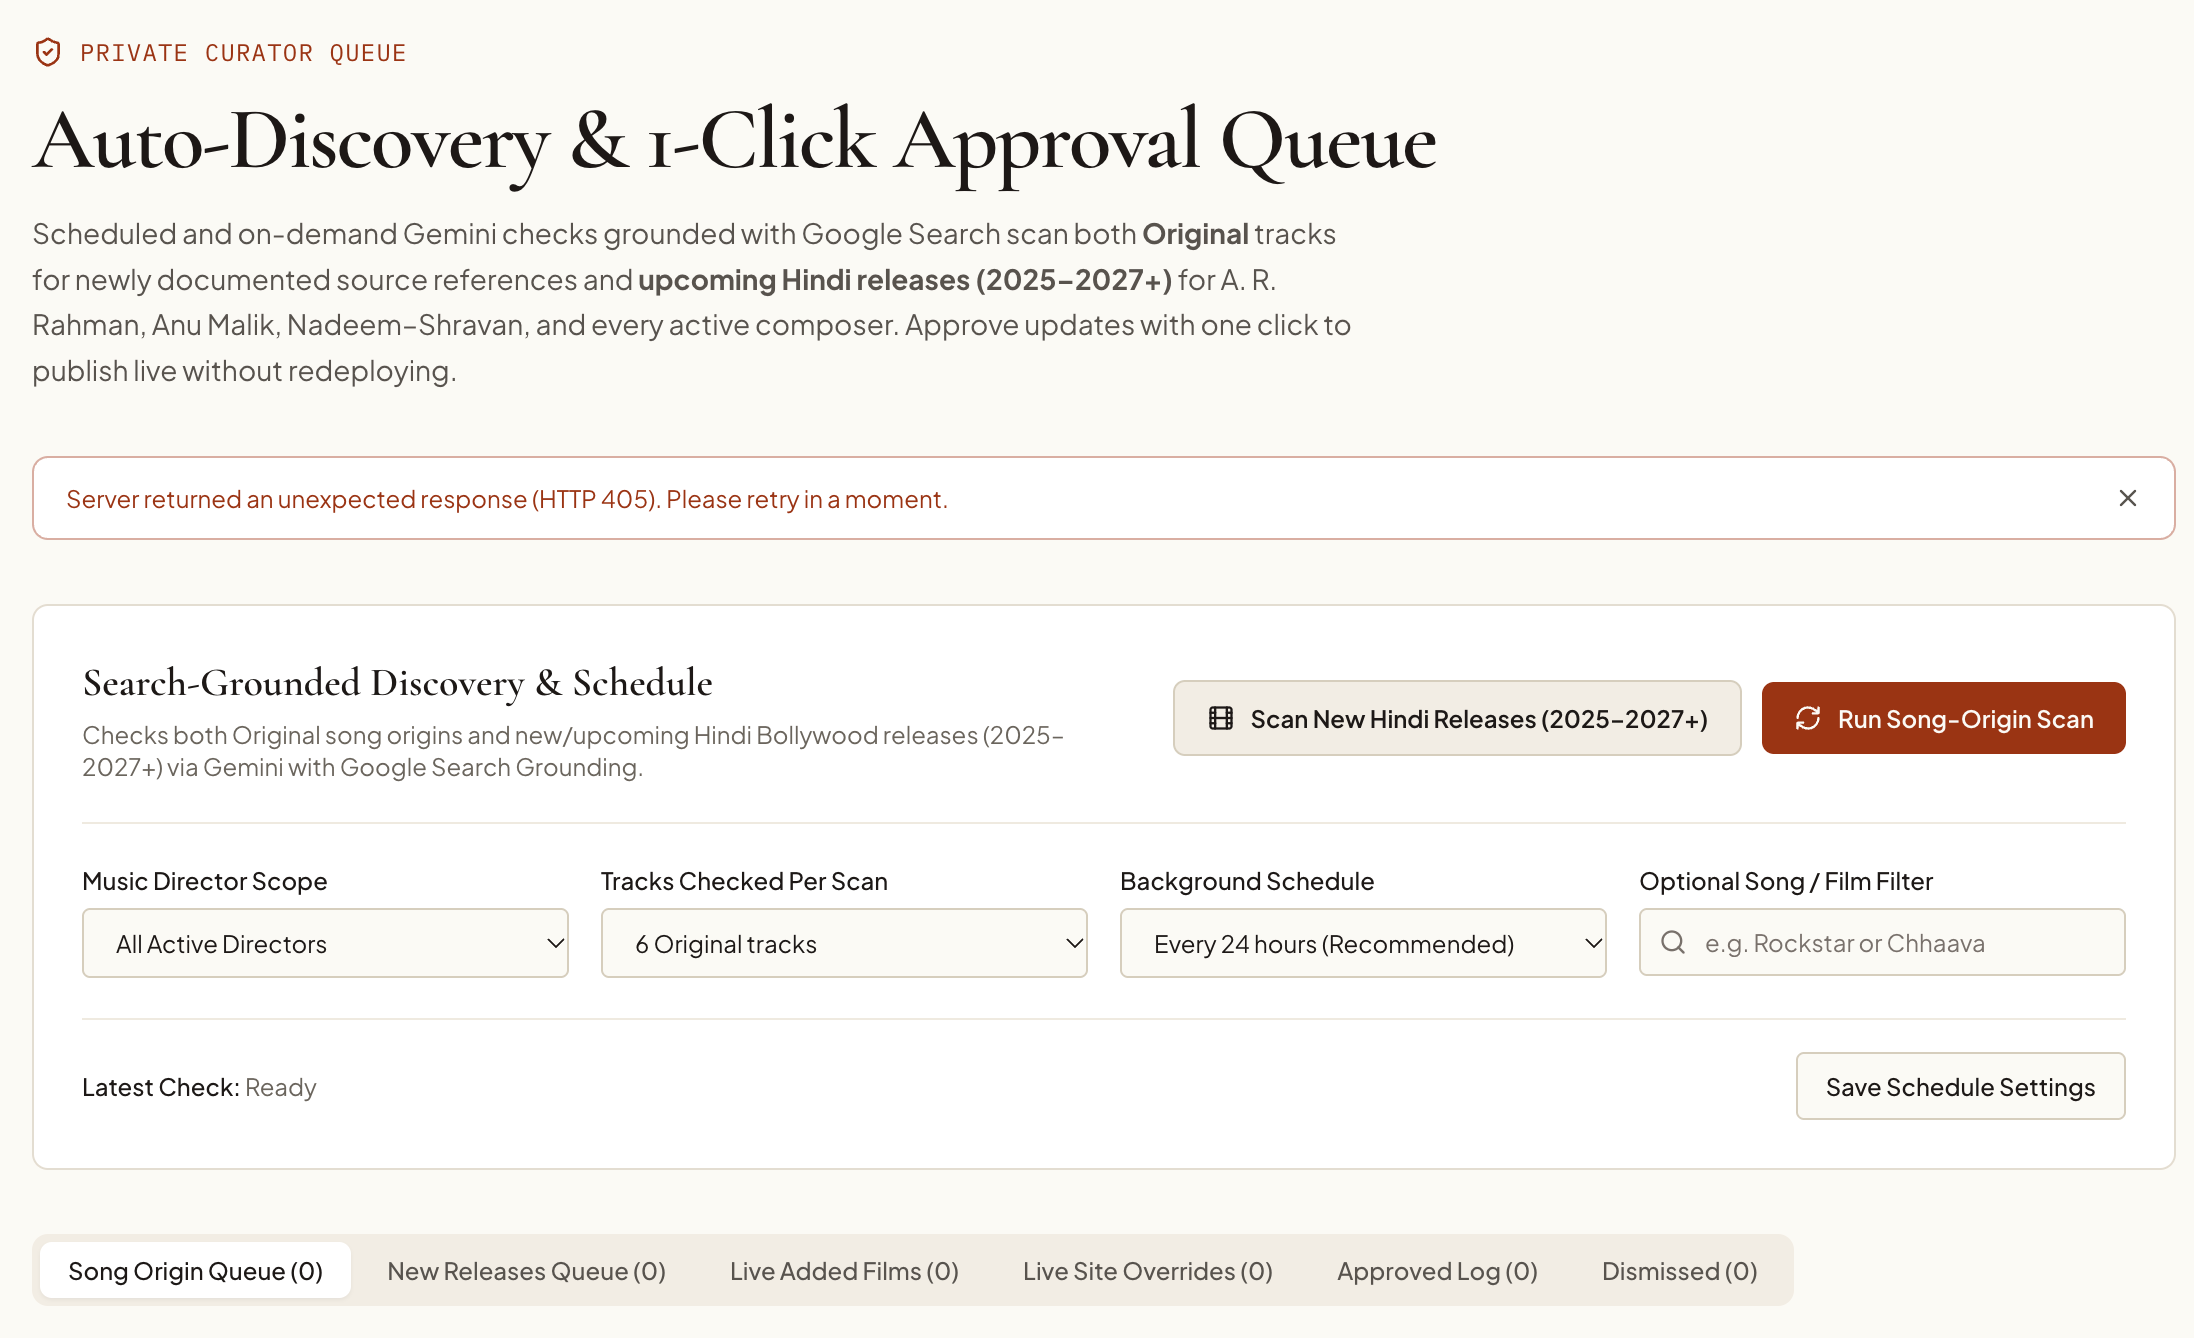 PRIVATE CURATOR QUEUE
Auto-Discovery & 1-Click Approval Queue
Scheduled and on-demand Gemini checks grounded with Google Search scan both Original tracks
for newly documented source references and upcoming Hindi releases (2025–2027+) for A. R.
Rahman, Anu Malik, Nadeem–Shravan, and every active composer. Approve updates with one click to
publish live without redeploying.
Server returned an unexpected response (HTTP 405). Please retry in a moment.
Search-Grounded Discovery & Schedule
Checks both Original song origins and new/upcoming Hindi Bollywood releases (2025–
2027+) via Gemini with Google Search Grounding.
Scan New Hindi Releases (2025–2027+)
Run Song-Origin Scan
Music Director Scope
All Active Directors
Tracks Checked Per Scan
6 Original tracks
Background Schedule
Every 24 hours (Recommended)
Optional Song / Film Filter
e.g. Rockstar or Chhaava
Latest Check: Ready
Save Schedule Settings
Song Origin Queue (0)
New Releases Queue (0)
Live Added Films (0)
Live Site Overrides (0)
Approved Log (0)
Dismissed (0)